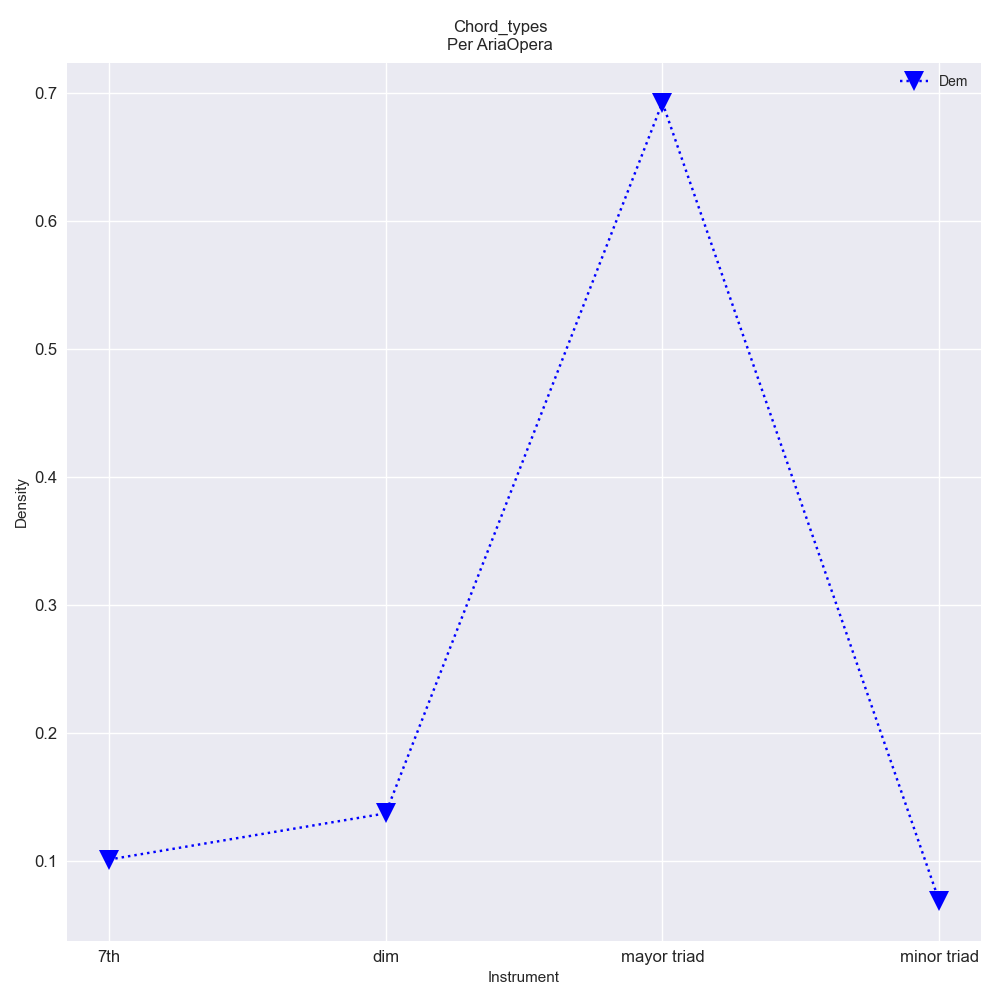 Chord_types
Per AriaOpera
Dem
0.7
0.6
0.5
0.4
0.3
0.2
0.1
Density
7th dim mayor triad minor triad
Instrument